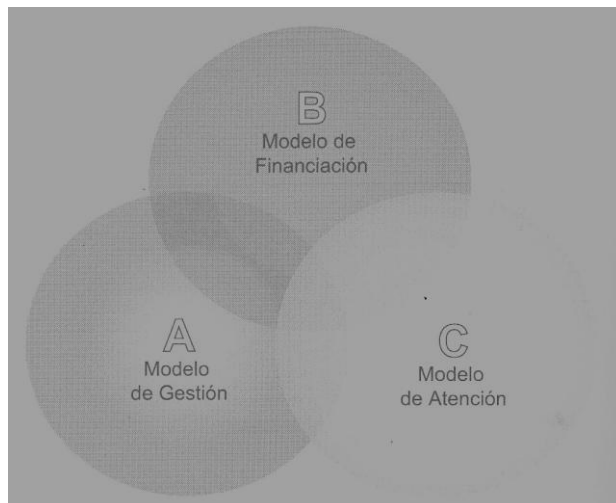 B
Modelo de
Financiación
A
Modelo
de Gestión
C
Modelo
de Atención